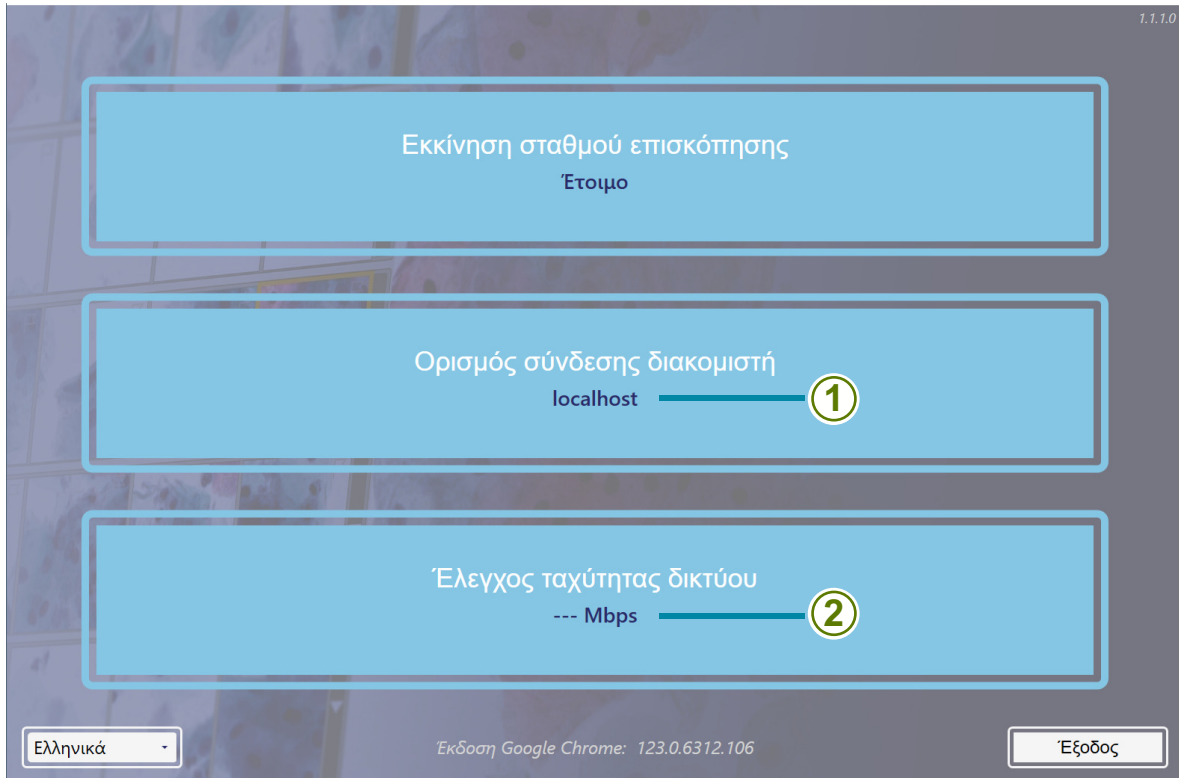 1.1.1.0
Εκκίνηση σταθμού επισκόπησης
Έτοιμο
Ορισμός σύνδεσης διακομιστή
localhost
1
Έλεγχος ταχύτητας δικτύου
--- Mbps
2
Ελληνικά
Έκδοση Google Chrome: 123.0.6312.106
Έξοδος